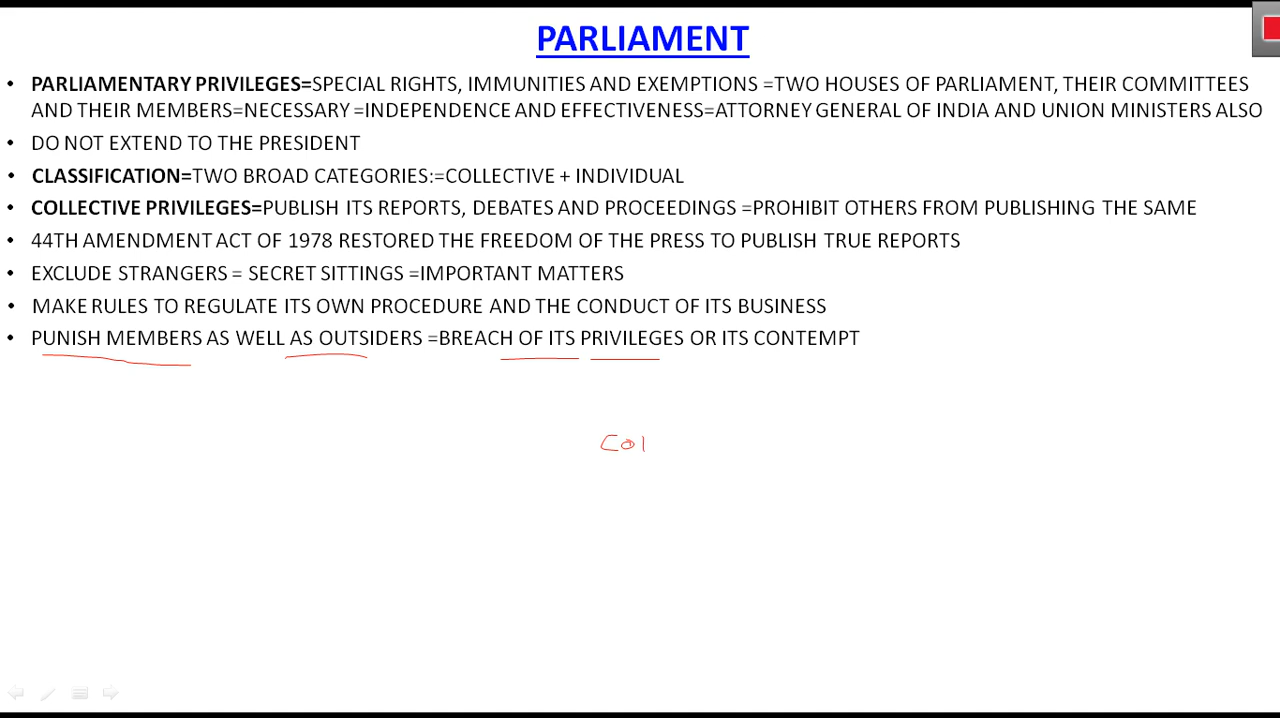 PARLIAMENT
• PARLIAMENTARY PRIVILEGES=SPECIAL RIGHTS, IMMUNITIES AND EXEMPTIONS =TWO HOUSES OF PARLIAMENT, THEIR COMMITTEES
AND THEIR MEMBERS=NECESSARY =INDEPENDENCE AND EFFECTIVENESS=ATTORNEY GENERAL OF INDIA AND UNION MINISTERS ALSO
• DO NOT EXTEND TO THE PRESIDENT
• CLASSIFICATION=TWO BROAD CATEGORIES:=COLLECTIVE + INDIVIDUAL
• COLLECTIVE PRIVILEGES=PUBLISH ITS REPORTS, DEBATES AND PROCEEDINGS =PROHIBIT OTHERS FROM PUBLISHING THE SAME
• 44TH AMENDMENT ACT OF 1978 RESTORED THE FREEDOM OF THE PRESS TO PUBLISH TRUE REPORTS
• EXCLUDE STRANGERS = SECRET SITTINGS =IMPORTANT MATTERS
• MAKE RULES TO REGULATE ITS OWN PROCEDURE AND THE CONDUCT OF ITS BUSINESS
• PUNISH MEMBERS AS WELL AS OUTSIDERS =BREACH OF ITS PRIVILEGES OR ITS CONTEMPT
Col